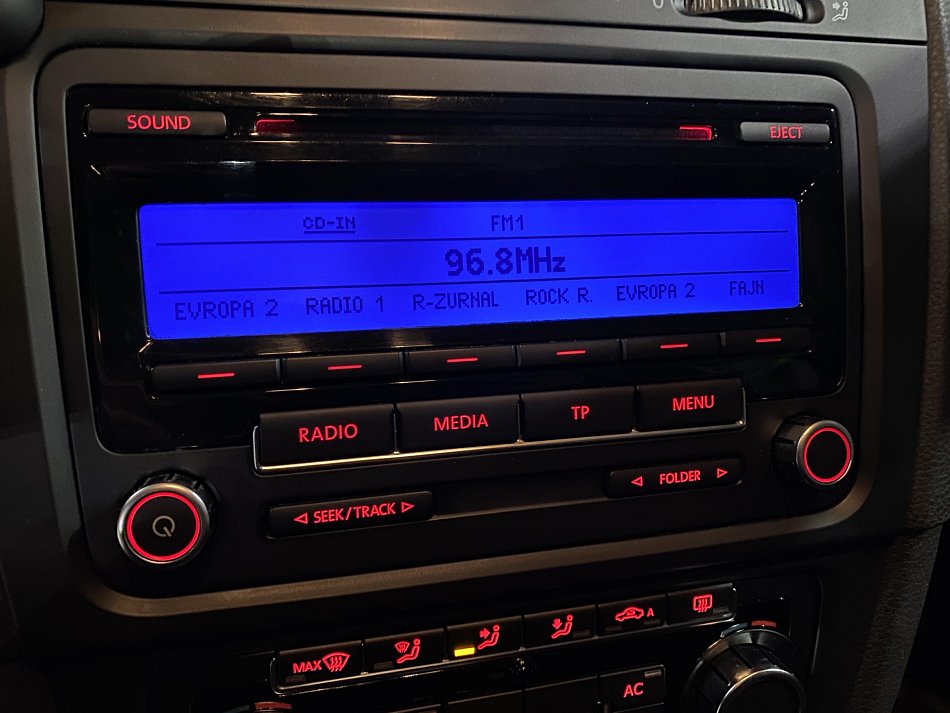 SOUND EJECT
CD-IN FM1
96.8MHz
EVROPA 2 RADIO 1 R-ZURNAL ROCK R. EVROPA 2 FAJN
RADIO MEDIA TP MENU
SEEK/TRACK FOLDER
MAX A
AC